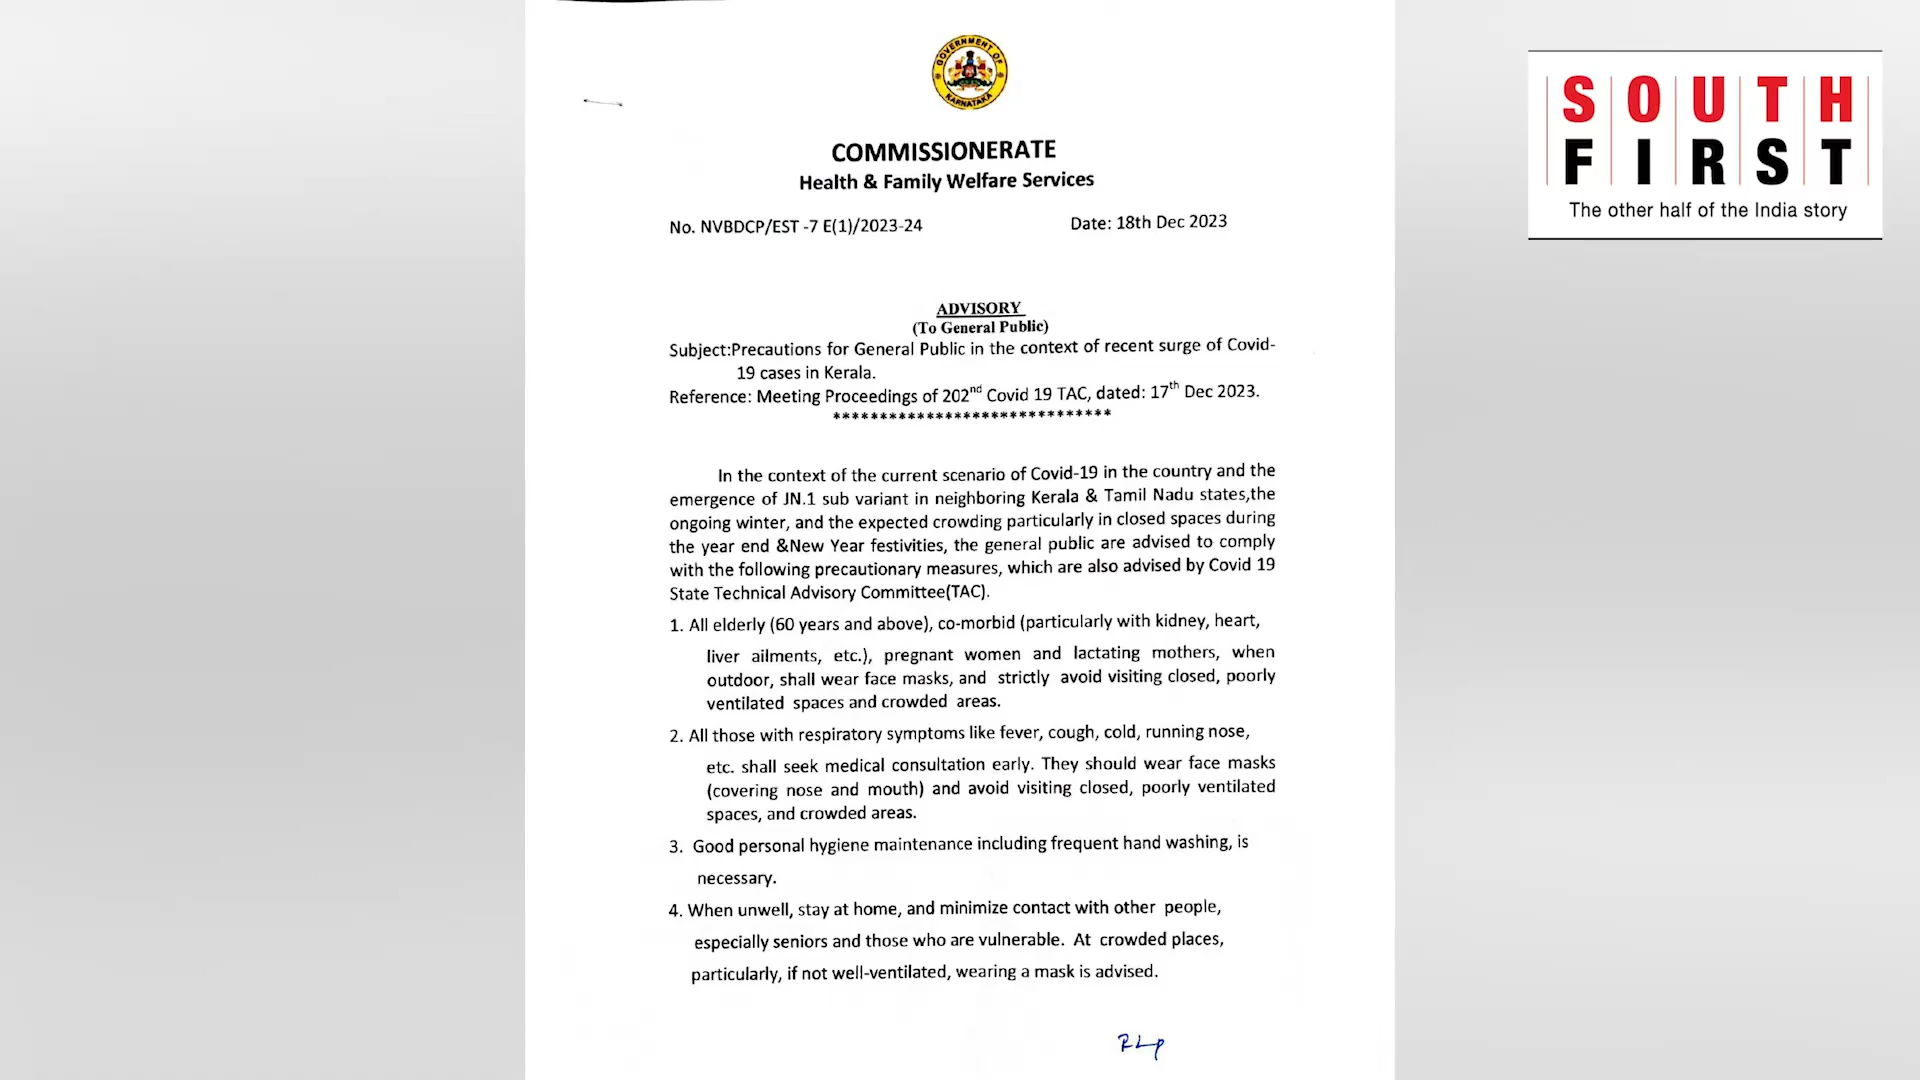 GOVERNMENT OF
KARNATAKA
COMMISSIONERATE
Health & Family Welfare Services
No. NVBDCP/EST -7 E(1)/2023-24
Date: 18th Dec 2023
ADVISORY
(To General Public)
Subject:Precautions for General Public in the context of recent surge of Covid-
19 cases in Kerala.
Reference: Meeting Proceedings of 202nd Covid 19 TAC, dated: 17th Dec 2023.
*****************************
In the context of the current scenario of Covid-19 in the country and the
emergence of JN.1 sub variant in neighboring Kerala & Tamil Nadu states,the
ongoing winter, and the expected crowding particularly in closed spaces during
the year end &New Year festivities, the general public are advised to comply
with the following precautionary measures, which are also advised by Covid 19
State Technical Advisory Committee(TAC).
1. All elderly (60 years and above), co-morbid (particularly with kidney, heart,
liver ailments, etc.), pregnant women and lactating mothers, when
outdoor, shall wear face masks, and strictly avoid visiting closed, poorly
ventilated spaces and crowded areas.
2. All those with respiratory symptoms like fever, cough, cold, running nose,
etc. shall seek medical consultation early. They should wear face masks
(covering nose and mouth) and avoid visiting closed, poorly ventilated
spaces, and crowded areas.
3. Good personal hygiene maintenance including frequent hand washing, is
necessary.
4. When unwell, stay at home, and minimize contact with other people,
especially seniors and those who are vulnerable. At crowded places,
particularly, if not well-ventilated, wearing a mask is advised.
SOUTH
FIRST
The other half of the India story